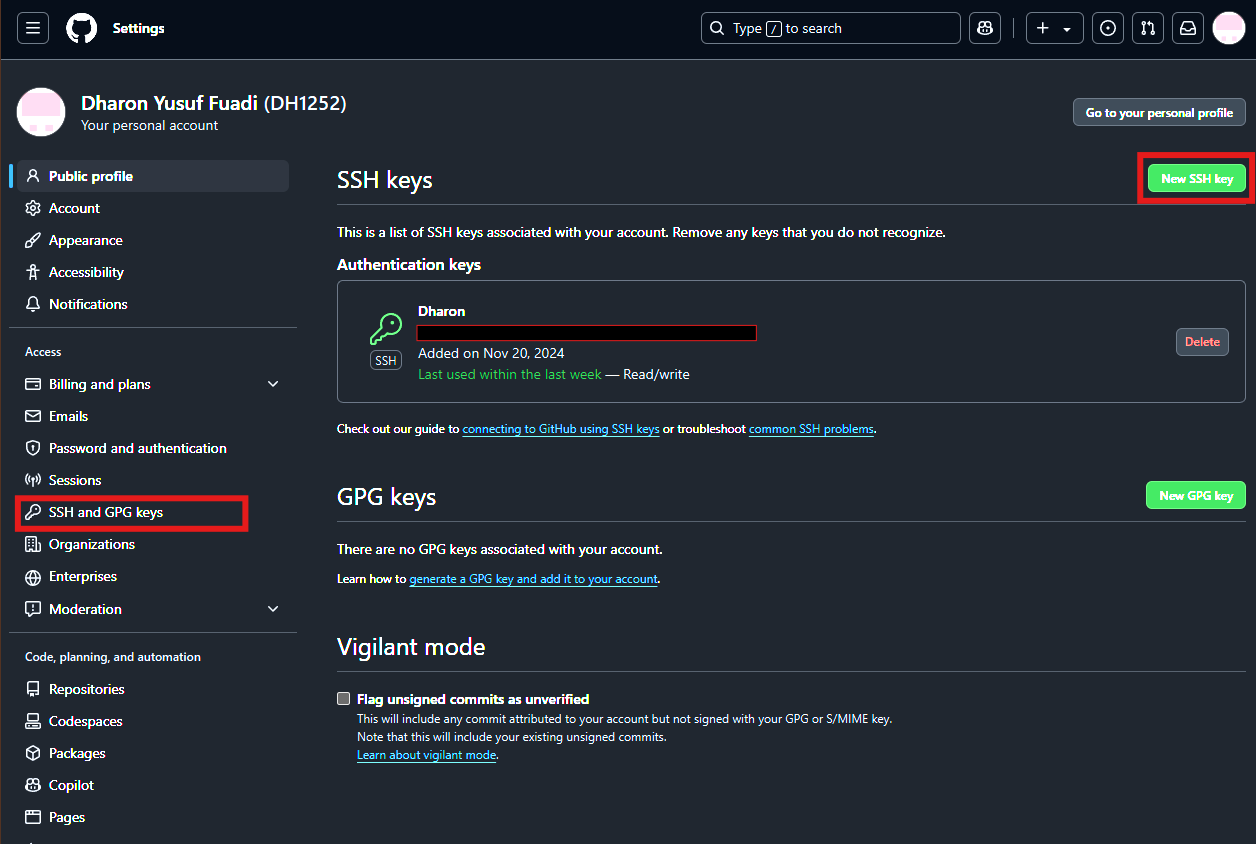 Settings
Type / to search
Dharon Yusuf Fuadi (DH1252)
Your personal account
Go to your personal profile
Public profile
Account
Appearance
Accessibility
Notifications
Access
Billing and plans
Emails
Password and authentication
Sessions
SSH and GPG keys
Organizations
Enterprises
Moderation
Code, planning, and automation
Repositories
Codespaces
Packages
Copilot
Pages
SSH keys
New SSH key
This is a list of SSH keys associated with your account. Remove any keys that you do not recognize.
Authentication keys
Dharon
SSH
Added on Nov 20, 2024
Last used within the last week — Read/write
Delete
Check out our guide to connecting to GitHub using SSH keys or troubleshoot common SSH problems.
GPG keys
New GPG key
There are no GPG keys associated with your account.
Learn how to generate a GPG key and add it to your account.
Vigilant mode
Flag unsigned commits as unverified
This will include any commit attributed to your account but not signed with your GPG or S/MIME key.
Note that this will include your existing unsigned commits.
Learn about vigilant mode.